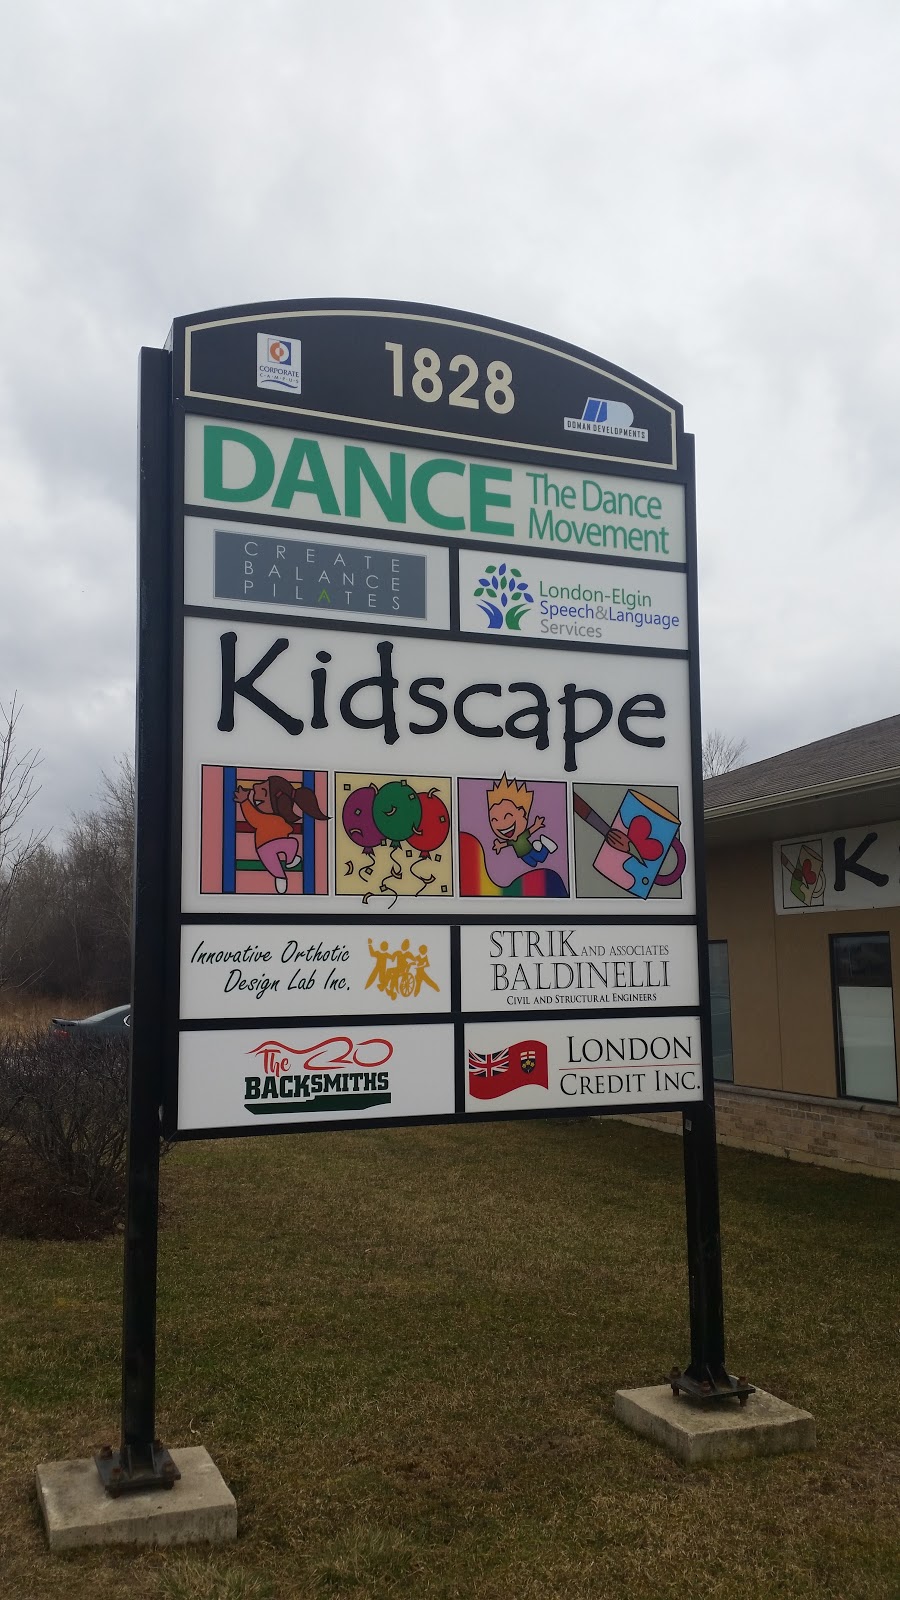 1828
CORPORATE
CAMPUS
DOMAN DEVELOPMENTS
DANCE
The Dance
Movement
CREATE
BALANCE
PILATES
London-Elgin
Speech&Language
Services
Kidscape
Innovative Orthotic
Design Lab Inc.
STRIK AND ASSOCIATES
BALDINELLI
CIVIL AND STRUCTURAL ENGINEERS
The
BACKSMITHS
LONDON
CREDIT INC.
K